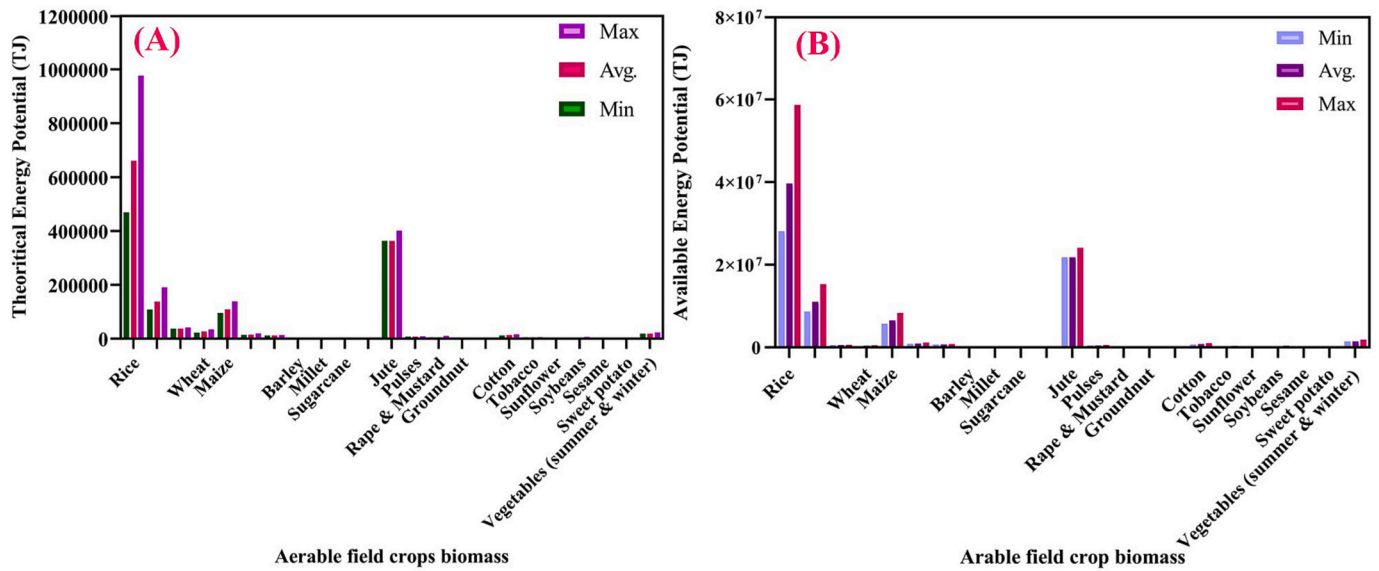 (A)
Theoritical Energy Potential (TJ)
1200000
1000000
800000
600000
400000
200000
0
Max
Avg.
Min
Rice
Wheat
Maize
Barley
Millet
Sugarcane
Jute
Pulses
Rape & Mustard
Groundnut
Cotton
Tobacco
Sunflower
Soybeans
Sesame
Sweet potato
Vegetables (summer & winter)
Aerable field crops biomass
(B)
Available Energy Potential (TJ)
8×10⁷
6×10⁷
4×10⁷
2×10⁷
0
Min
Avg.
Max
Rice
Wheat
Maize
Barley
Millet
Sugarcane
Jute
Pulses
Rape & Mustard
Groundnut
Cotton
Tobacco
Sunflower
Soybeans
Sesame
Sweet potato
Vegetables (summer & winter)
Arable field crop biomass